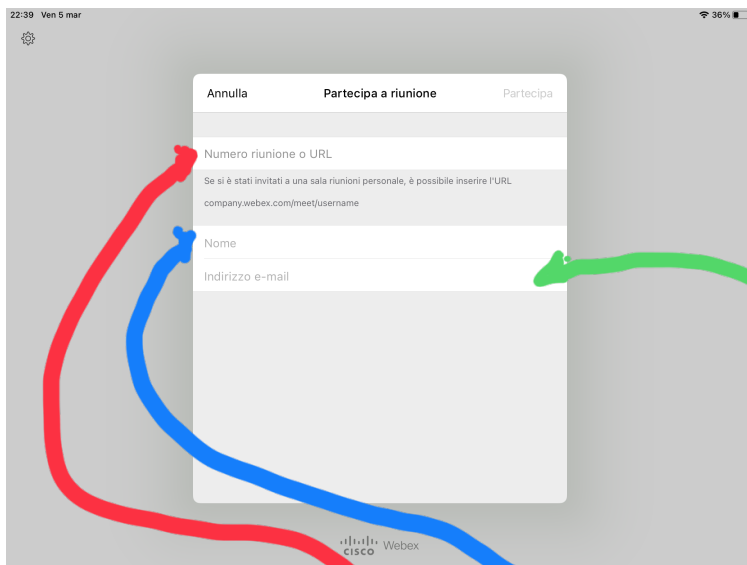 22:39 Ven 5 mar 36%
Annulla Partecipa a riunione Partecipa
Numero riunione o URL
Se si è stati invitati a una sala riunioni personale, è possibile inserire l'URL
company.webex.com/meet/username
Nome
Indirizzo e-mail
CISCO Webex